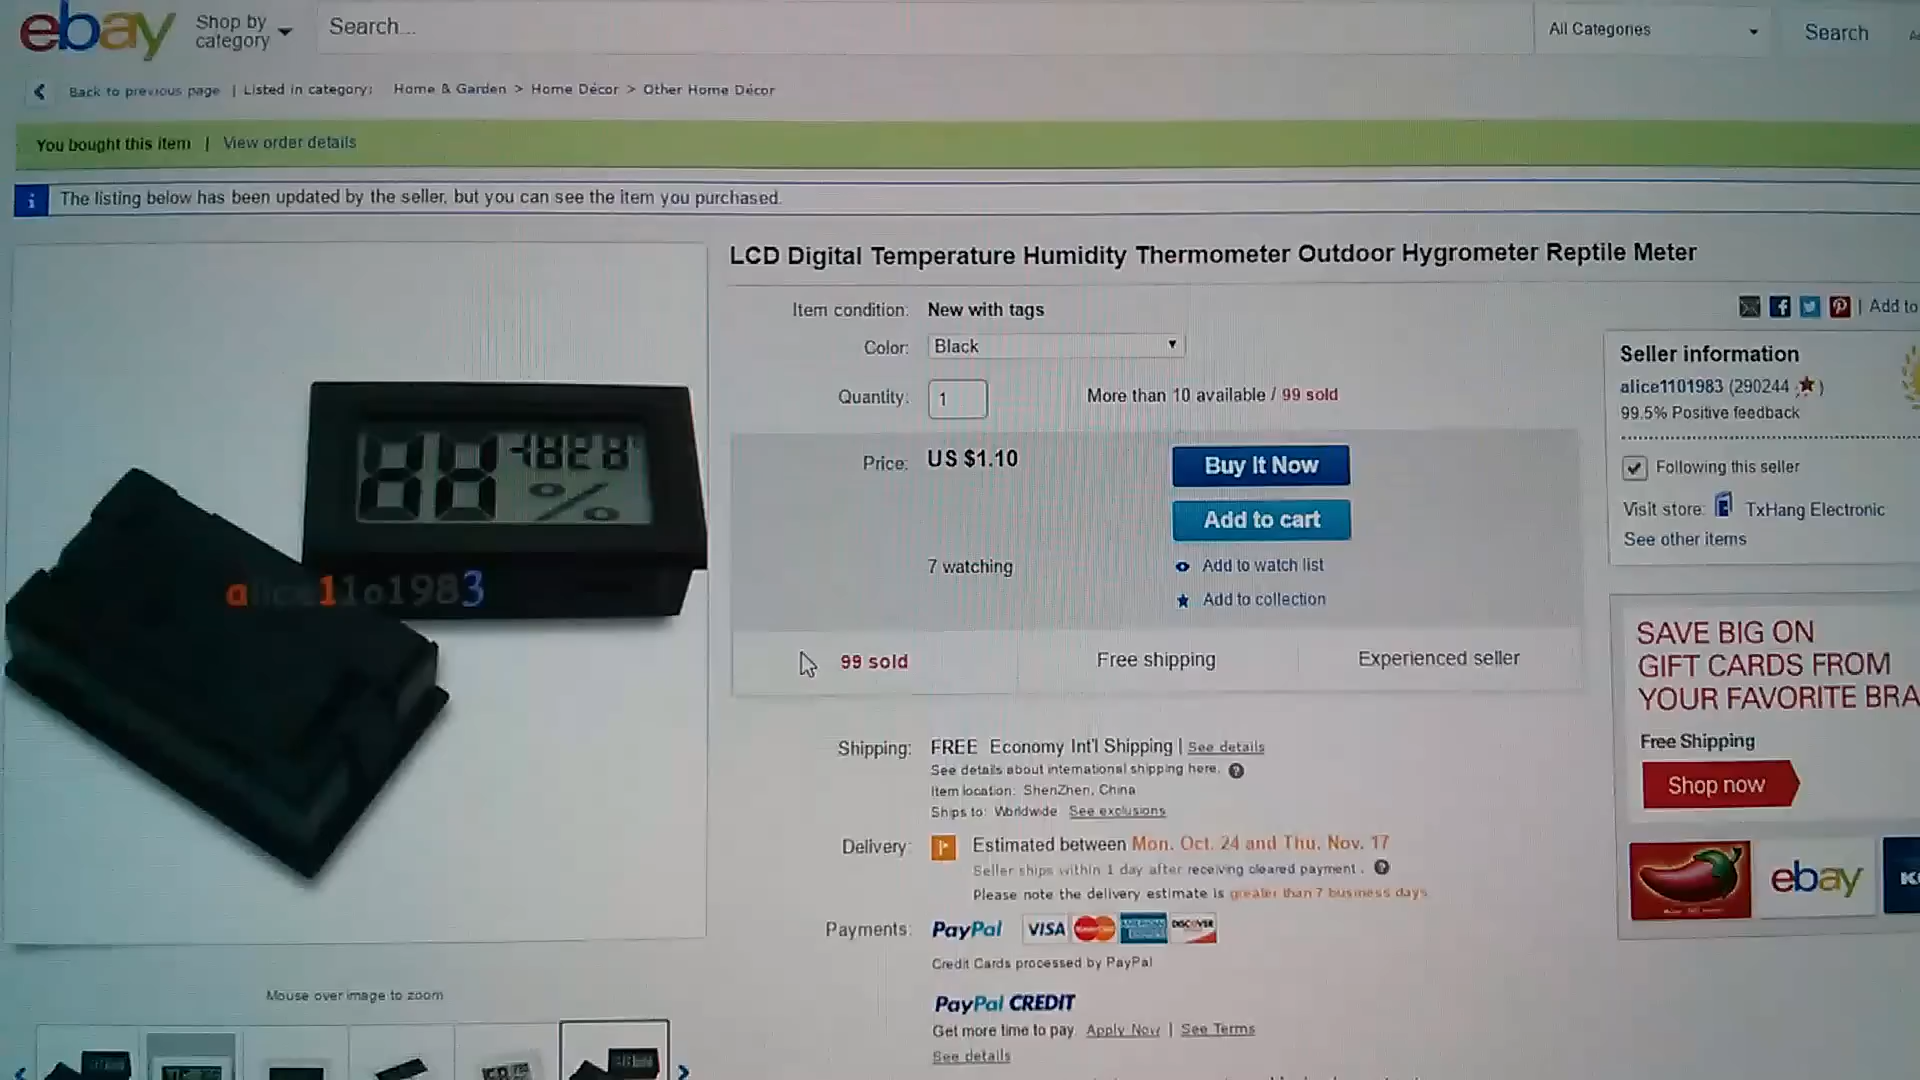 ebay
Shop by
category
Search...
All Categories
Search
Back to previous page | Listed in category: Home & Garden > Home Décor > Other Home Décor
You bought this item | View order details
i The listing below has been updated by the seller, but you can see the item you purchased.
LCD Digital Temperature Humidity Thermometer Outdoor Hygrometer Reptile Meter
Item condition: New with tags
Color: Black
Quantity: 1
More than 10 available / 99 sold
Price: US $1.10
Buy It Now
Add to cart
7 watching
Add to watch list
Add to collection
99 sold
Free shipping
Experienced seller
Shipping: FREE Economy Int'l Shipping | See details
See details about international shipping here. ?
Item location: ShenZhen, China
Ships to: Worldwide See exclusions
Delivery: Estimated between Mon. Oct. 24 and Thu. Nov. 17
Seller ships within 1 day after receiving cleared payment. ?
Please note the delivery estimate is greater than 7 business days.
Payments: PayPal VISA MasterCard AMERICAN EXPRESS DISCOVER
Credit Cards processed by PayPal
PayPal CREDIT
Get more time to pay. Apply Now | See Terms
See details
88
%
alice11o1983
Mouse over image to zoom
| Add to
Seller information
alice1101983 (290244 )
99.5% Positive feedback
Following this seller
Visit store: TxHang Electronic
See other items
SAVE BIG ON
GIFT CARDS FROM
YOUR FAVORITE BRA
Free Shipping
Shop now
ebay